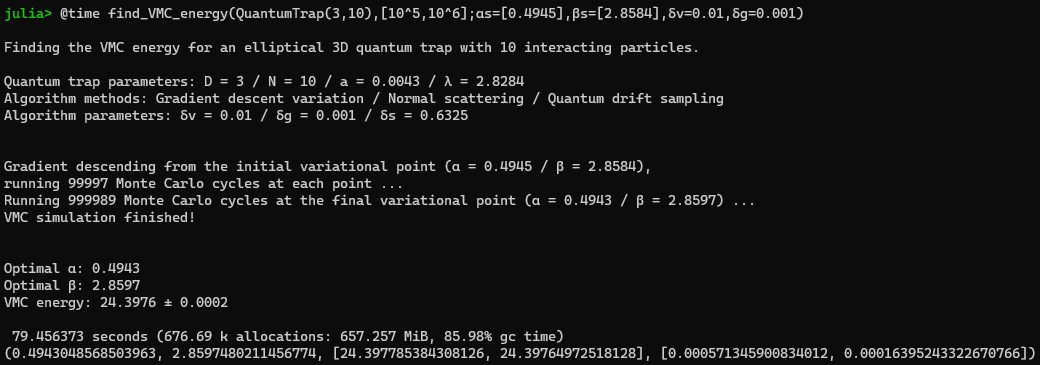 julia> @time find_VMC_energy(QuantumTrap(3,10),[10^5,10^6];αs=[0.4945],βs=[2.8584],δv=0.01,δg=0.001)
Finding the VMC energy for an elliptical 3D quantum trap with 10 interacting particles.
Quantum trap parameters: D = 3 / N = 10 / a = 0.0043 / λ = 2.8284
Algorithm methods: Gradient descent variation / Normal scattering / Quantum drift sampling
Algorithm parameters: δv = 0.01 / δg = 0.001 / δs = 0.6325
Gradient descending from the initial variational point (α = 0.4945 / β = 2.8584),
running 99997 Monte Carlo cycles at each point ...
Running 999989 Monte Carlo cycles at the final variational point (α = 0.4943 / β = 2.8597) ...
VMC simulation finished!
Optimal α: 0.4943
Optimal β: 2.8597
VMC energy: 24.3976 ± 0.0002
79.456373 seconds (676.69 k allocations: 657.257 MiB, 85.98% gc time)
(0.4943048568503963, 2.8597480211456774, [24.397785384308126, 24.39764972518128], [0.000571345900834012, 0.00016395243322670766])